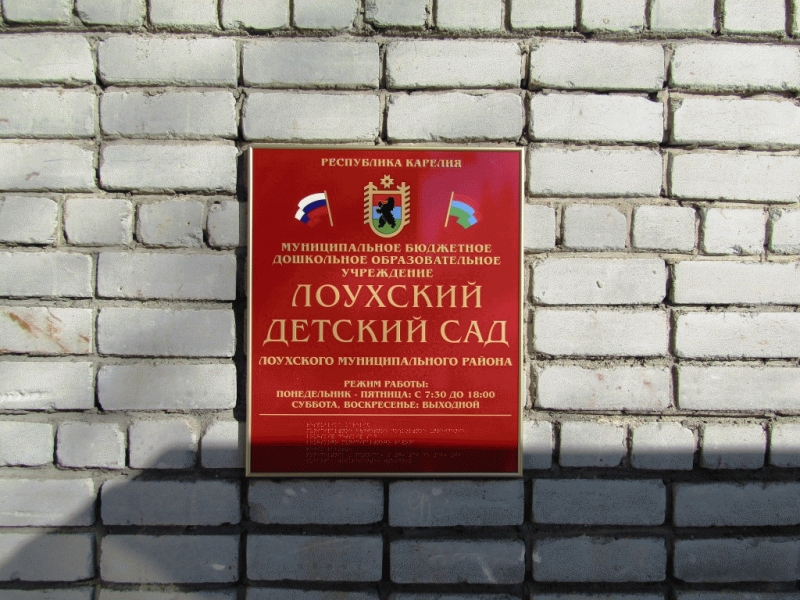 РЕСПУБЛИКА КАРЕЛИЯ
МУНИЦИПАЛЬНОЕ БЮДЖЕТНОЕ
ДОШКОЛЬНОЕ ОБРАЗОВАТЕЛЬНОЕ
УЧРЕЖДЕНИЕ
ЛОУХСКИЙ
ДЕТСКИЙ САД
ЛОУХСКОГО МУНИЦИПАЛЬНОГО РАЙОНА
РЕЖИМ РАБОТЫ:
ПОНЕДЕЛЬНИК - ПЯТНИЦА: С 7:30 ДО 18:00
СУББОТА, ВОСКРЕСЕНЬЕ: ВЫХОДНОЙ